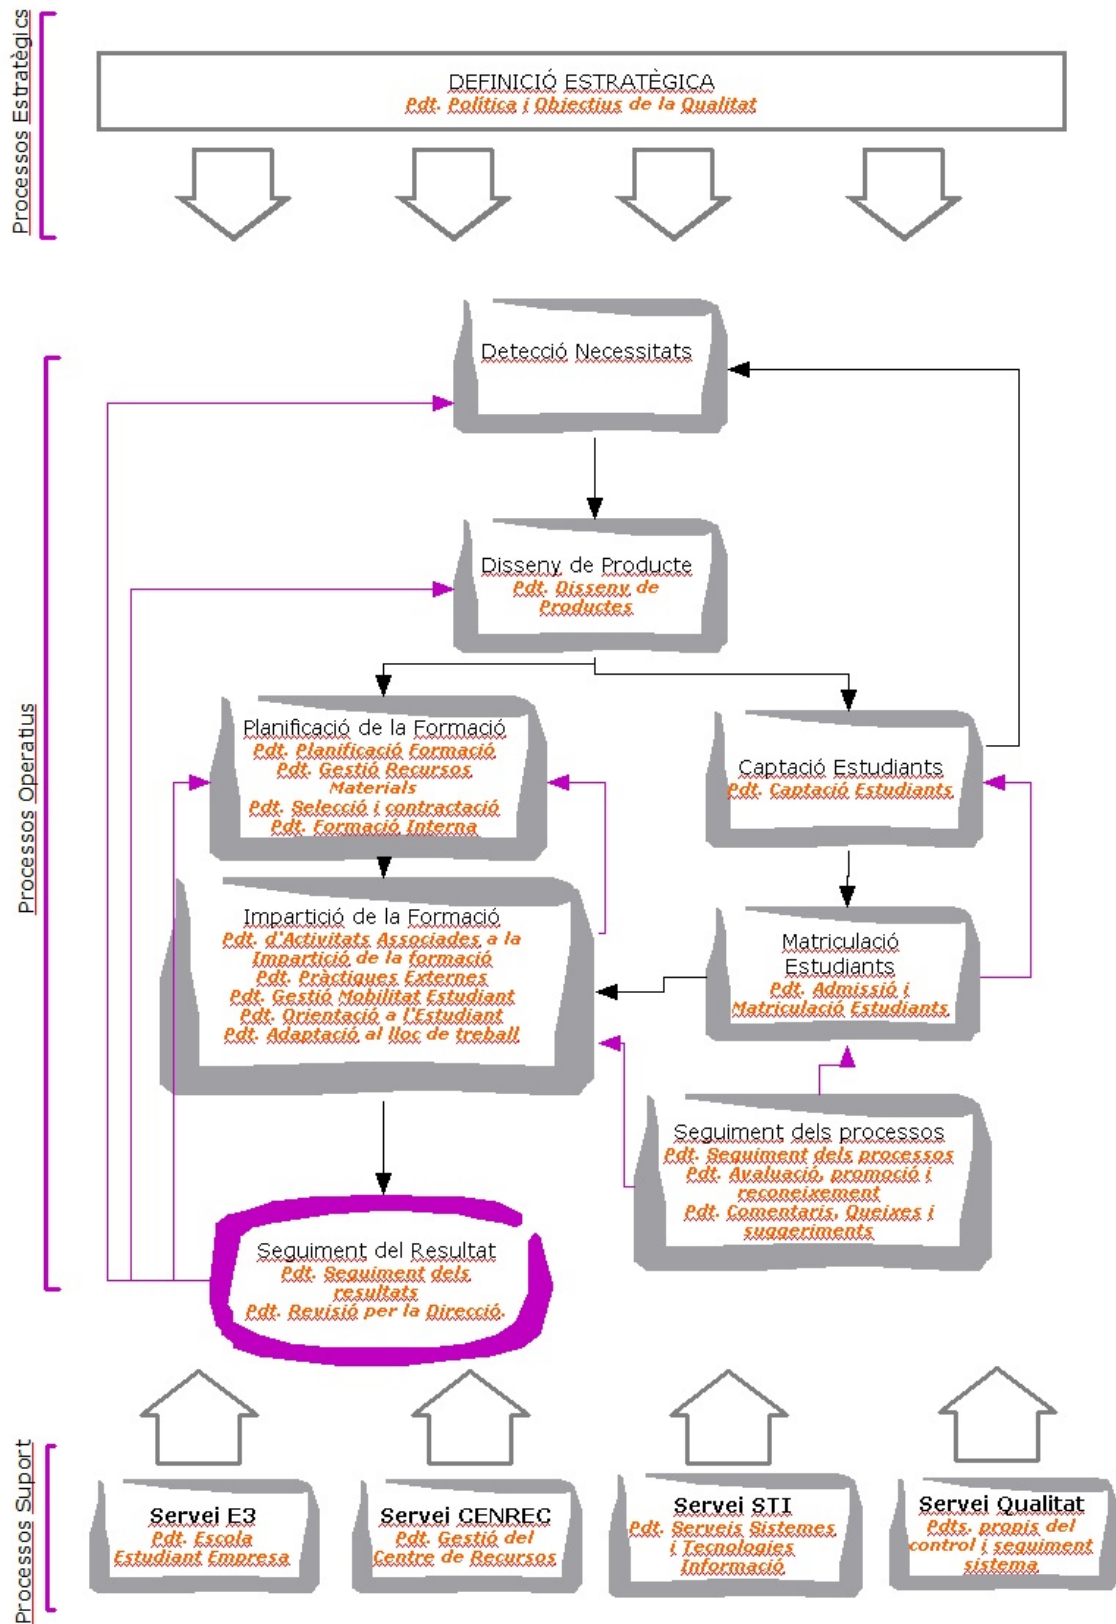 Processos Estratègics
DEFINICIÓ ESTRATÈGICA
Pdt. Política i Objectius de la Qualitat
Processos Operatius
Detecció Necessitats
Disseny de Producte
Pdt. Disseny de
Productes
Planificació de la Formació
Pdt. Planificació Formació
Pdt. Gestió Recursos
Materials
Pdt. Selecció i contractació
Pdt. Formació Interna
Captació Estudiants
Pdt. Captació Estudiants
Impartició de la Formació
Pdt. d'Activitats Associades a la
Impartició de la formació
Pdt. Pràctiques Externes
Pdt. Gestió Mobilitat Estudiant
Pdt. Orientació a l'Estudiant
Pdt. Adaptació al lloc de treball
Matriculació
Estudiants
Pdt. Admissió i
Matriculació Estudiants
Seguiment dels processos
Pdt. Seguiment dels processos
Pdt. Avaluació, promoció i
reconeixement
Pdt. Comentaris, Queixes i
suggeriments
Seguiment del Resultat
Pdt. Seguiment dels
resultats
Pdt. Revisió per la Direcció.
Processos Suport
Servei E3
Pdt. Escola
Estudiant Empresa
Servei CENREC
Pdt. Gestió del
Centre de Recursos
Servei STI
Pdt. Serveis Sistemes
i Tecnologies
Informació
Servei Qualitat
Pdts. propis del
control i seguiment
sistema